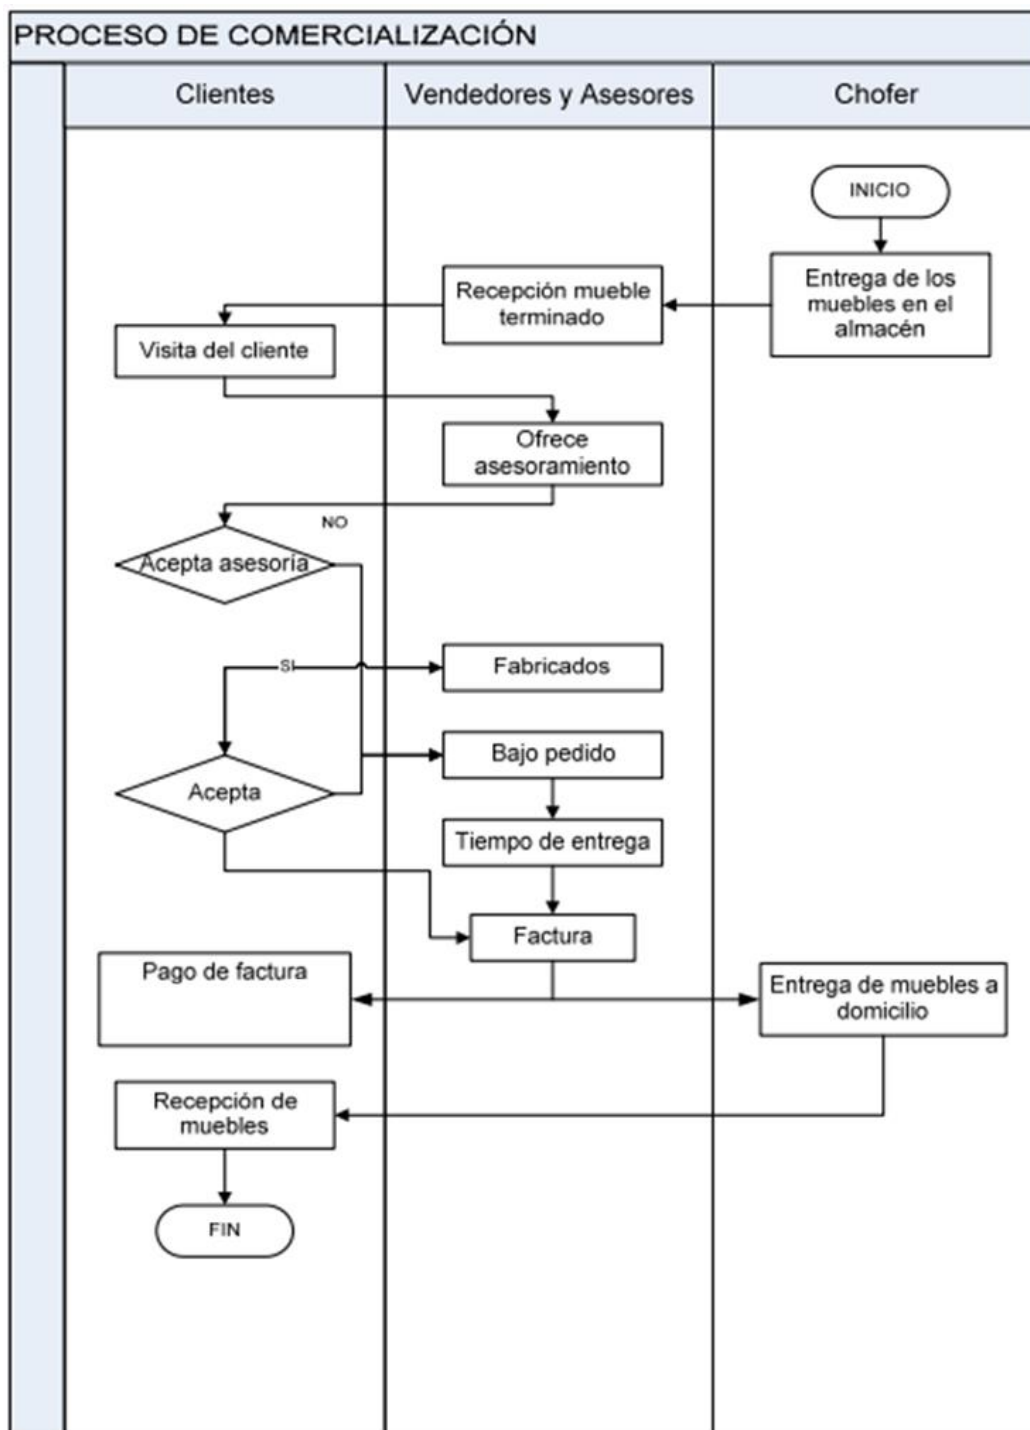 PROCESO DE COMERCIALIZACIÓN
Clientes
Vendedores y Asesores
Chofer
INICIO
Entrega de los
muebles en el
almacén
Recepción mueble
terminado
Visita del cliente
Ofrece
asesoramiento
NO
Acepta asesoría
SI
Fabricados
Bajo pedido
Acepta
Tiempo de entrega
Factura
Pago de factura
Entrega de muebles a
domicilio
Recepción de
muebles
FIN